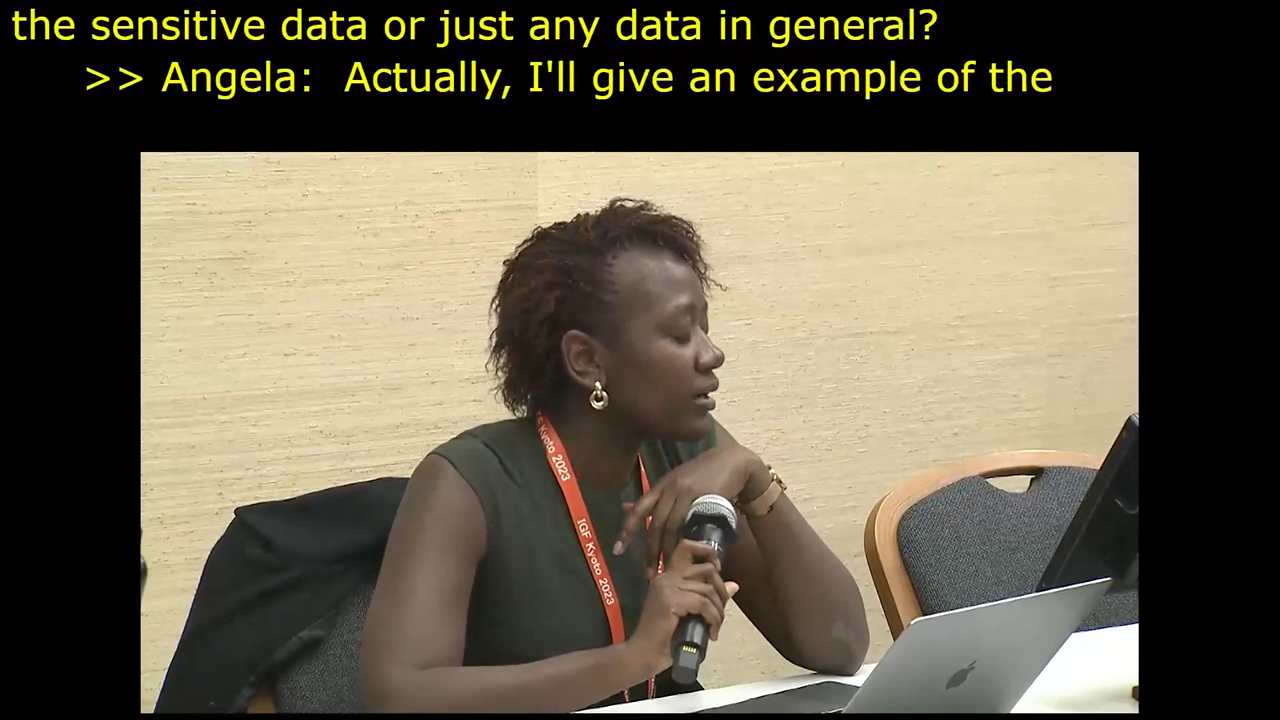 the sensitive data or just any data in general?
>> Angela:  Actually, I'll give an example of the
Kyoto 2023
IGF Kyoto 2023